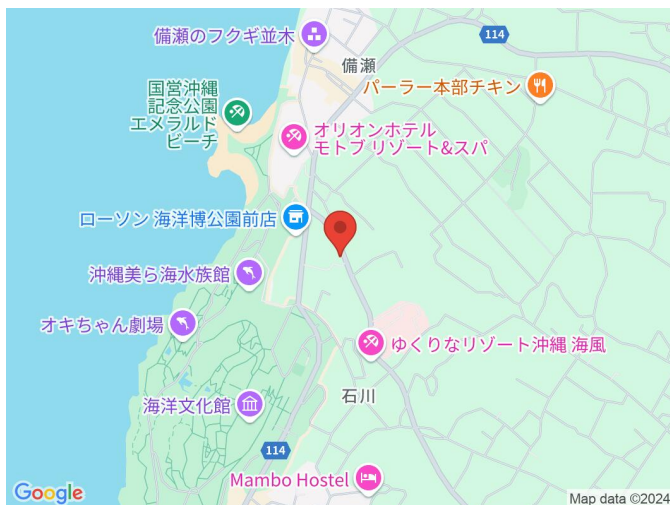 備瀬のフクギ並木
114
備瀬
パーラー本部チキン
国営沖縄
記念公園
エメラルド
ビーチ
オリオンホテル
モトブ リゾート&スパ
ローソン 海洋博公園前店
沖縄美ら海水族館
オキちゃん劇場
ゆくりなリゾート沖縄 海風
海洋文化館
石川
114
Mambo Hostel
Google
Map data ©2024